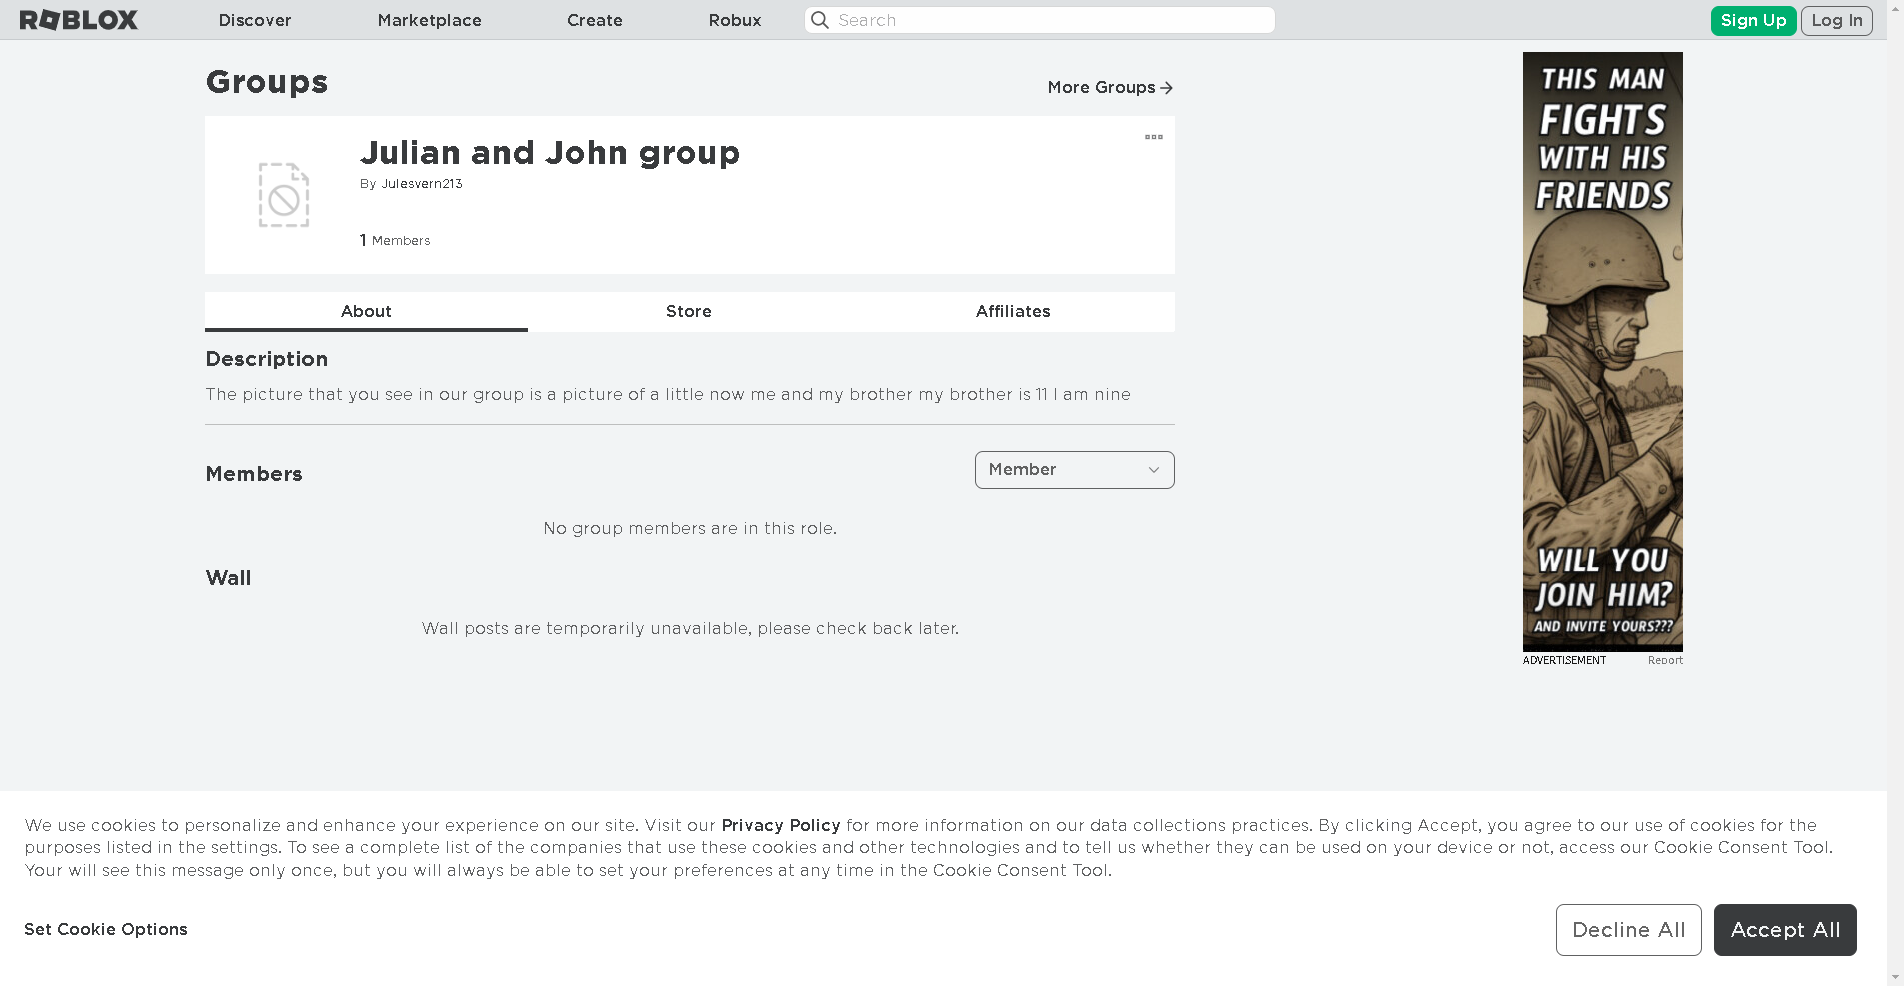 ROBLOX
Discover
Marketplace
Create
Robux
Search
Sign Up
Log In
Groups
More Groups
Julian and John group
By Julesvern213
1 Members
About
Store
Affiliates
Description
The picture that you see in our group is a picture of a little now me and my brother my brother is 11 I am nine
Members
Member
No group members are in this role.
Wall
Wall posts are temporarily unavailable, please check back later.
THIS MAN
FIGHTS
WITH HIS
FRIENDS
WILL YOU
JOIN HIM?
AND INVITE YOURS???
ADVERTISEMENT
Report
We use cookies to personalize and enhance your experience on our site. Visit our Privacy Policy for more information on our data collections practices. By clicking Accept, you agree to our use of cookies for the
purposes listed in the settings. To see a complete list of the companies that use these cookies and other technologies and to tell us whether they can be used on your device or not, access our Cookie Consent Tool.
Your will see this message only once, but you will always be able to set your preferences at any time in the Cookie Consent Tool.
Set Cookie Options
Decline All
Accept All